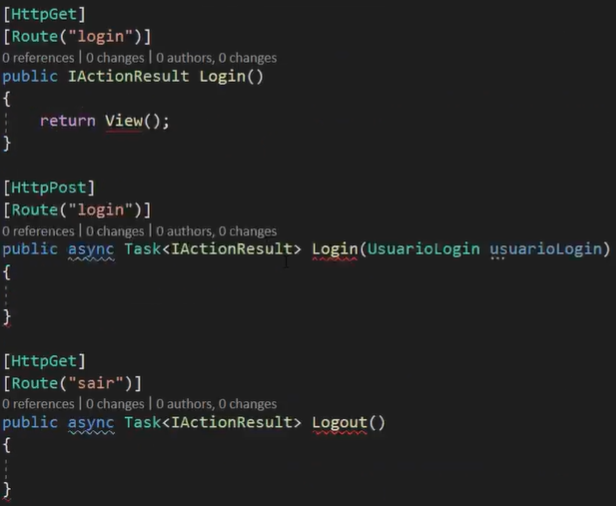 [HttpGet]
[Route("login")]
0 references | 0 changes | 0 authors, 0 changes
public IActionResult Login()
{
return View();
}
[HttpPost]
[Route("login")]
0 references | 0 changes | 0 authors, 0 changes
public async Task<IActionResult> Login(UsuarioLogin usuarioLogin)
{
}
[HttpGet]
[Route("sair")]
0 references | 0 changes | 0 authors, 0 changes
public async Task<IActionResult> Logout()
{
}